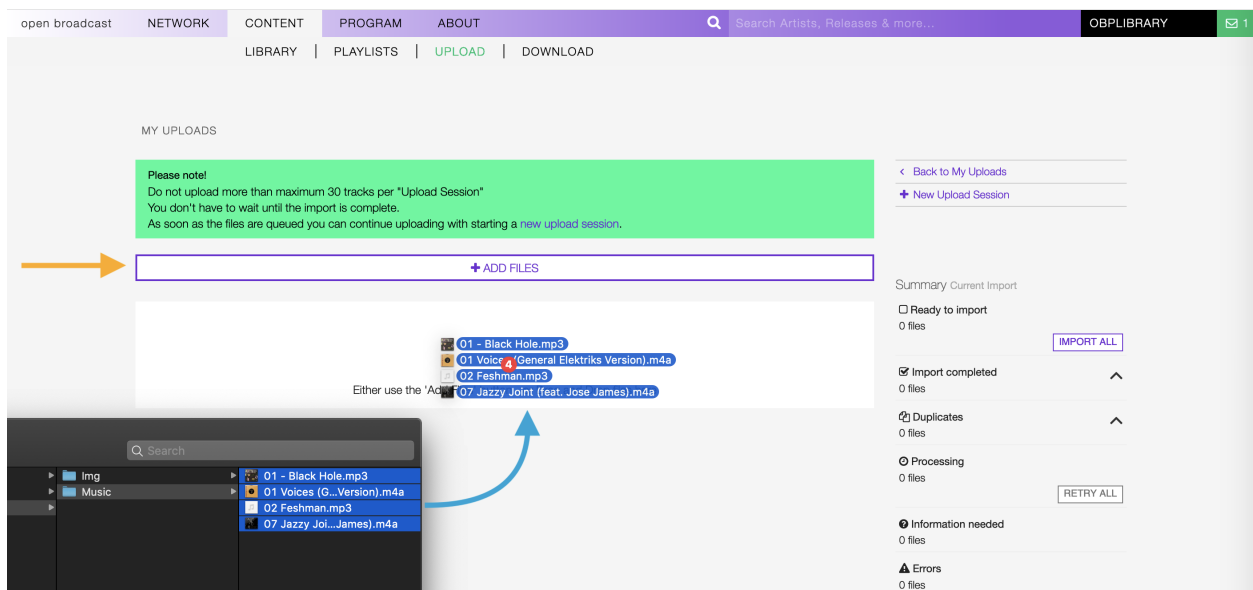 open broadcast NETWORK CONTENT PROGRAM ABOUT Search Artists, Releases & more... OBPLIBRARY 1
LIBRARY | PLAYLISTS | UPLOAD | DOWNLOAD
MY UPLOADS
Please note!
Do not upload more than maximum 30 tracks per "Upload Session"
You don't have to wait until the import is complete.
As soon as the files are queued you can continue uploading with starting a new upload session.
+ ADD FILES
01 - Black Hole.mp3
01 Voices (General Elektriks Version).m4a
4
02 Feshman.mp3
Either use the 'Ad
07 Jazzy Joint (feat. Jose James).m4a
Search
Img
Music
01 - Black Hole.mp3
01 Voices (G...Version).m4a
02 Feshman.mp3
07 Jazzy Joi...James).m4a
< Back to My Uploads
+ New Upload Session
Summary Current Import
Ready to import
0 files
IMPORT ALL
Import completed
0 files
Duplicates
0 files
Processing
0 files
RETRY ALL
Information needed
0 files
Errors
0 files